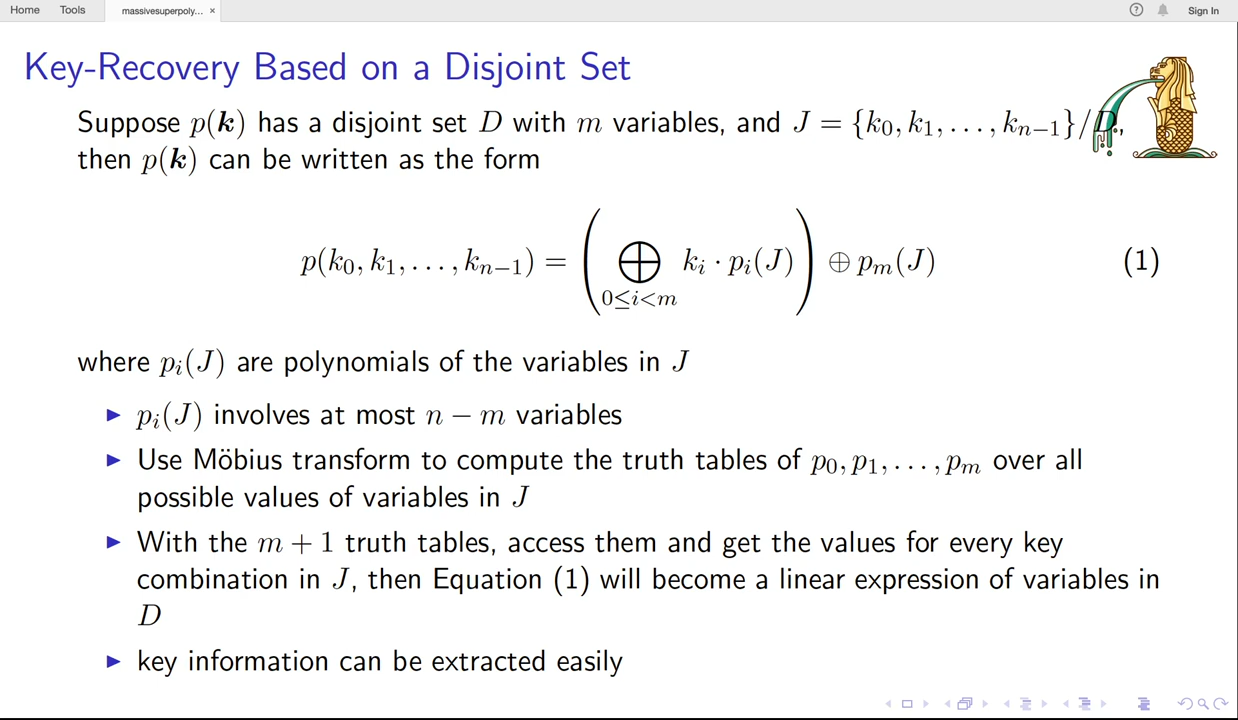 Home Tools massivesuperpoly... × Sign In
Key-Recovery Based on a Disjoint Set
Suppose p(k) has a disjoint set D with m variables, and J = {k₀, k₁, . . . , kₙ₋₁}/D,
then p(k) can be written as the form
p(k₀, k₁, . . . , kₙ₋₁) = ( ⨁_{0≤i<m} kᵢ · pᵢ(J) ) ⊕ pₘ(J) (1)
where pᵢ(J) are polynomials of the variables in J
▶ pᵢ(J) involves at most n − m variables
▶ Use Möbius transform to compute the truth tables of p₀, p₁, . . . , pₘ over all
possible values of variables in J
▶ With the m + 1 truth tables, access them and get the values for every key
combination in J, then Equation (1) will become a linear expression of variables in
D
▶ key information can be extracted easily